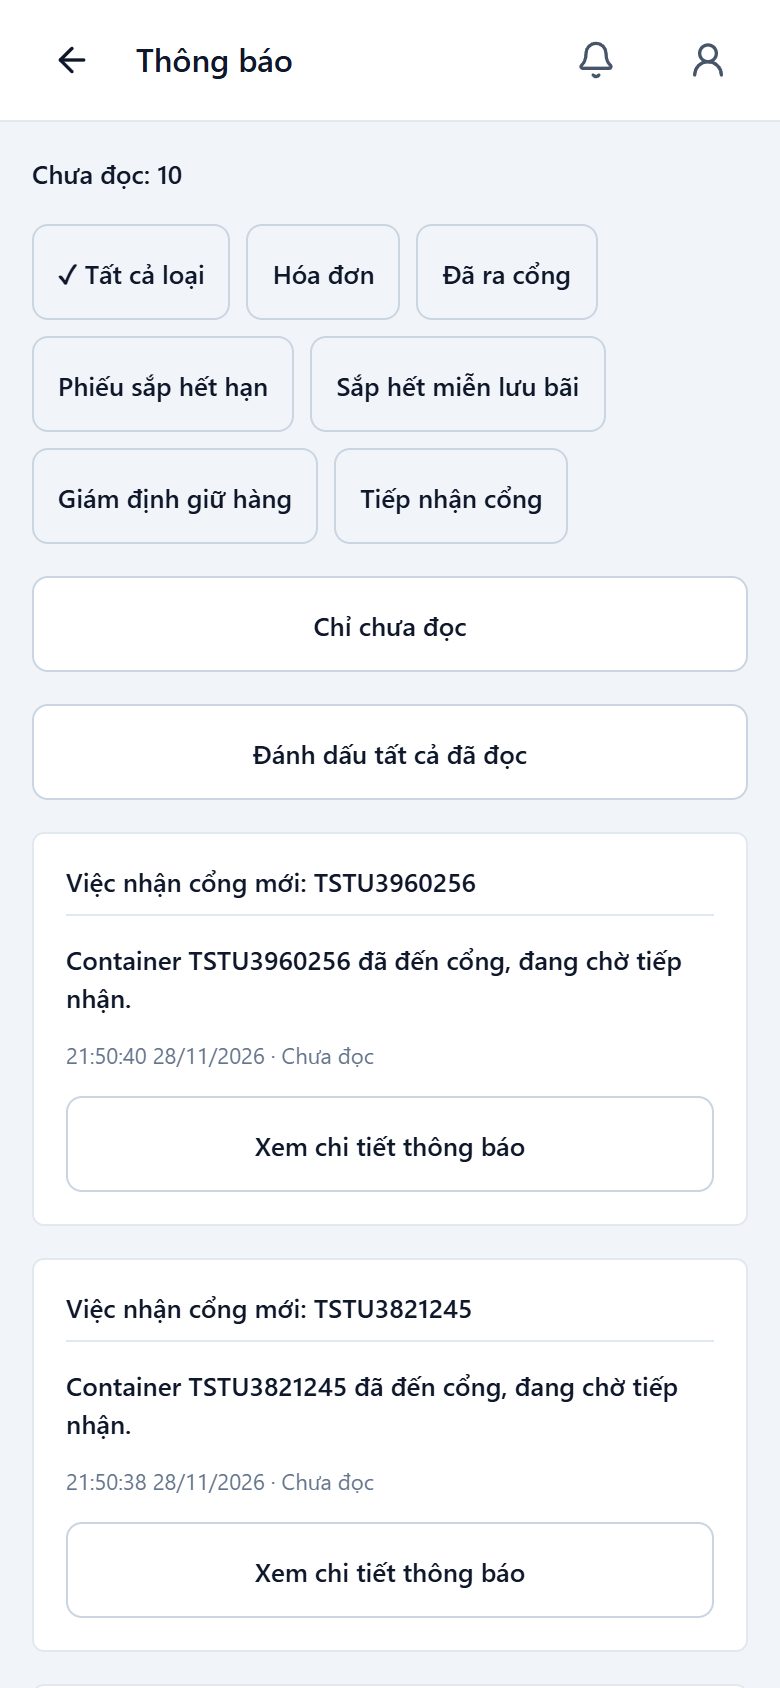 Thông báo
Chưa đọc: 10
✓ Tất cả loại
Hóa đơn
Đã ra cổng
Phiếu sắp hết hạn
Sắp hết miễn lưu bãi
Giám định giữ hàng
Tiếp nhận cổng
Chỉ chưa đọc
Đánh dấu tất cả đã đọc
Việc nhận cổng mới: TSTU3960256
Container TSTU3960256 đã đến cổng, đang chờ tiếp
nhận.
21:50:40 28/11/2026 · Chưa đọc
Xem chi tiết thông báo
Việc nhận cổng mới: TSTU3821245
Container TSTU3821245 đã đến cổng, đang chờ tiếp
nhận.
21:50:38 28/11/2026 · Chưa đọc
Xem chi tiết thông báo